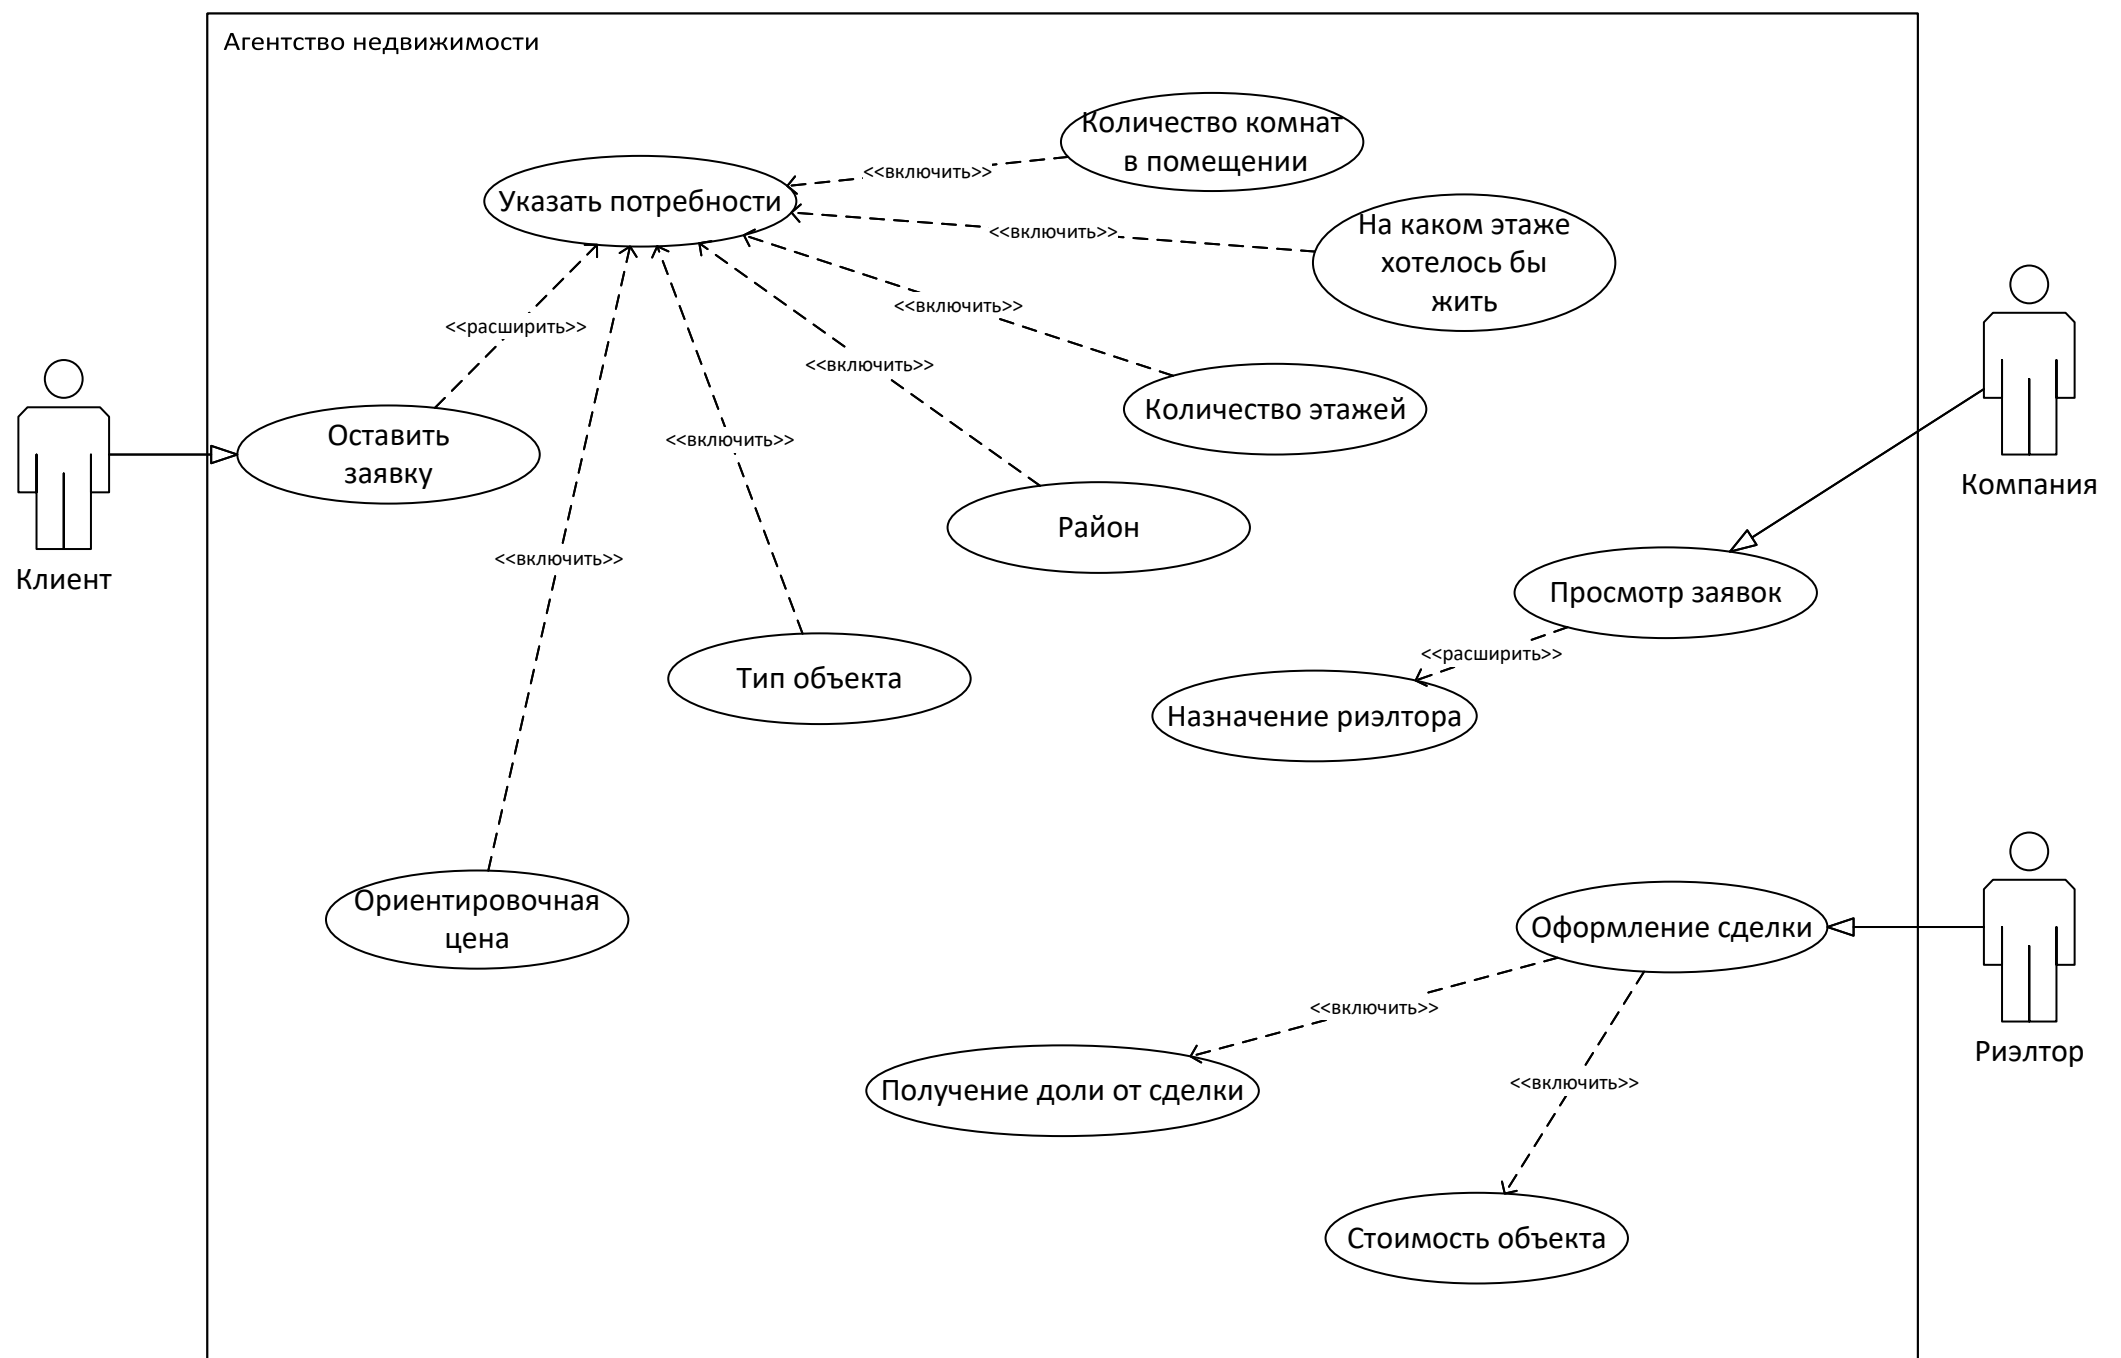 Агентство недвижимости
Количество комнат
в помещении
<<включить>>
Указать потребности
На каком этаже
хотелось бы
жить
<<включить>>
<<включить>>
<<расширить>>
<<включить>>
Количество этажей
Оставить
заявку
<<включить>>
Компания
Район
<<включить>>
Клиент
Просмотр заявок
<<расширить>>
Тип объекта
Назначение риэлтора
Ориентировочная
цена
Оформление сделки
<<включить>>
Риэлтор
Получение доли от сделки
<<включить>>
Стоимость объекта